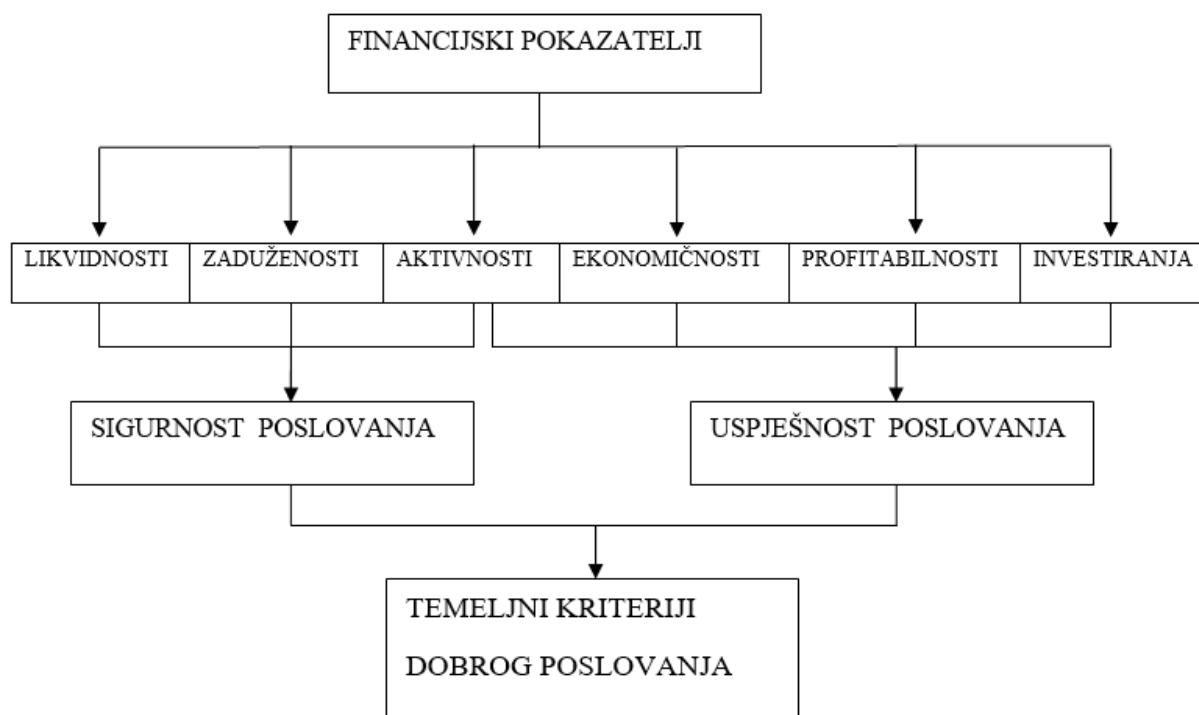 FINANCIJSKI POKAZATELJI
LIKVIDNOSTI
ZADUŽENOSTI
AKTIVNOSTI
EKONOMIČNOSTI
PROFITABILNOSTI
INVESTIRANJA
SIGURNOST POSLOVANJA
USPJEŠNOST POSLOVANJA
TEMELJNI KRITERIJI
DOBROG POSLOVANJA